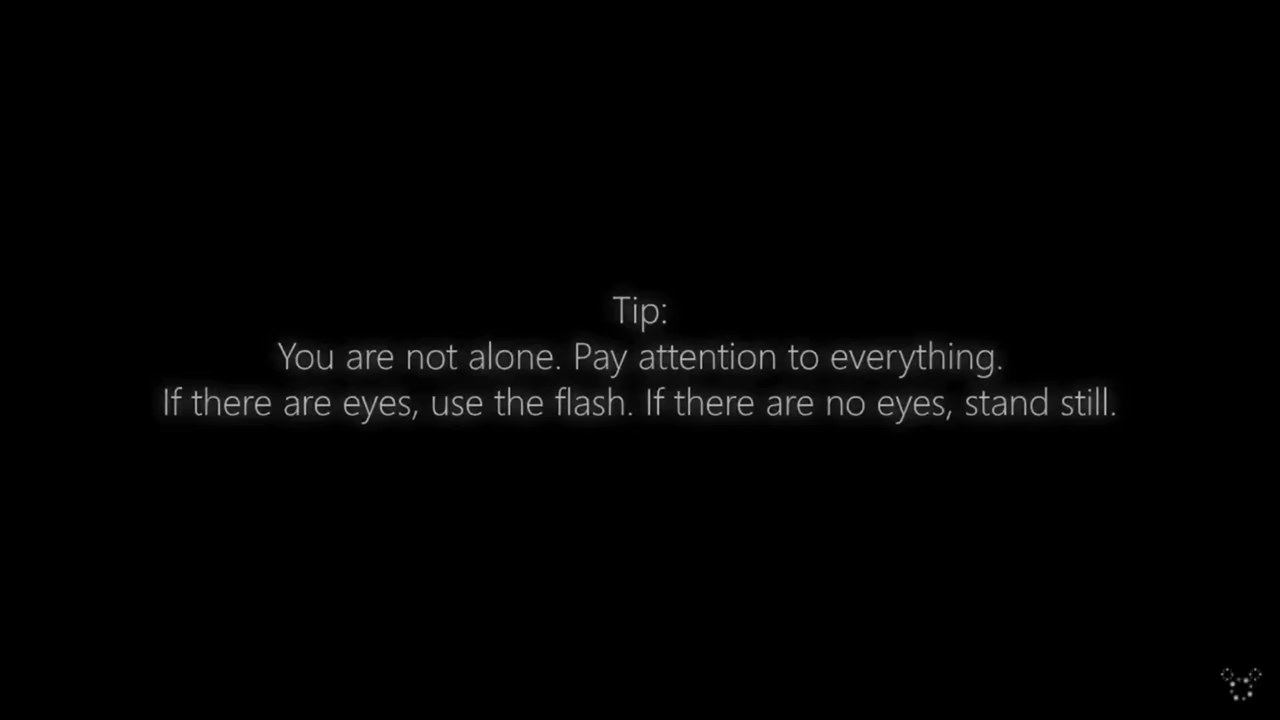 Tip:
You are not alone. Pay attention to everything.
If there are eyes, use the flash. If there are no eyes, stand still.